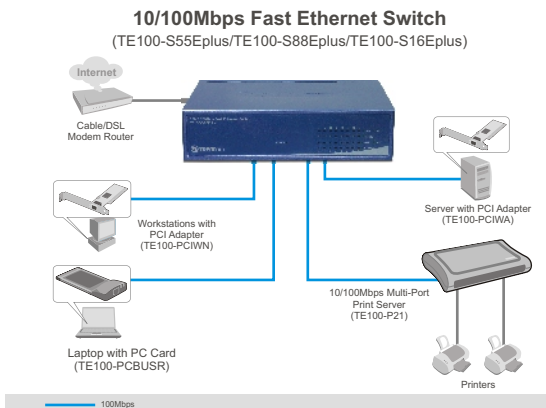 10/100Mbps Fast Ethernet Switch
(TE100-S55Eplus/TE100-S88Eplus/TE100-S16Eplus)
Internet
Cable/DSL
Modem Router
Workstations with
PCI Adapter
(TE100-PCIWN)
Server with PCI Adapter
(TE100-PCIWA)
10/100Mbps Multi-Port
Print Server
(TE100-P21)
Laptop with PC Card
(TE100-PCBUSR)
Printers
100Mbps